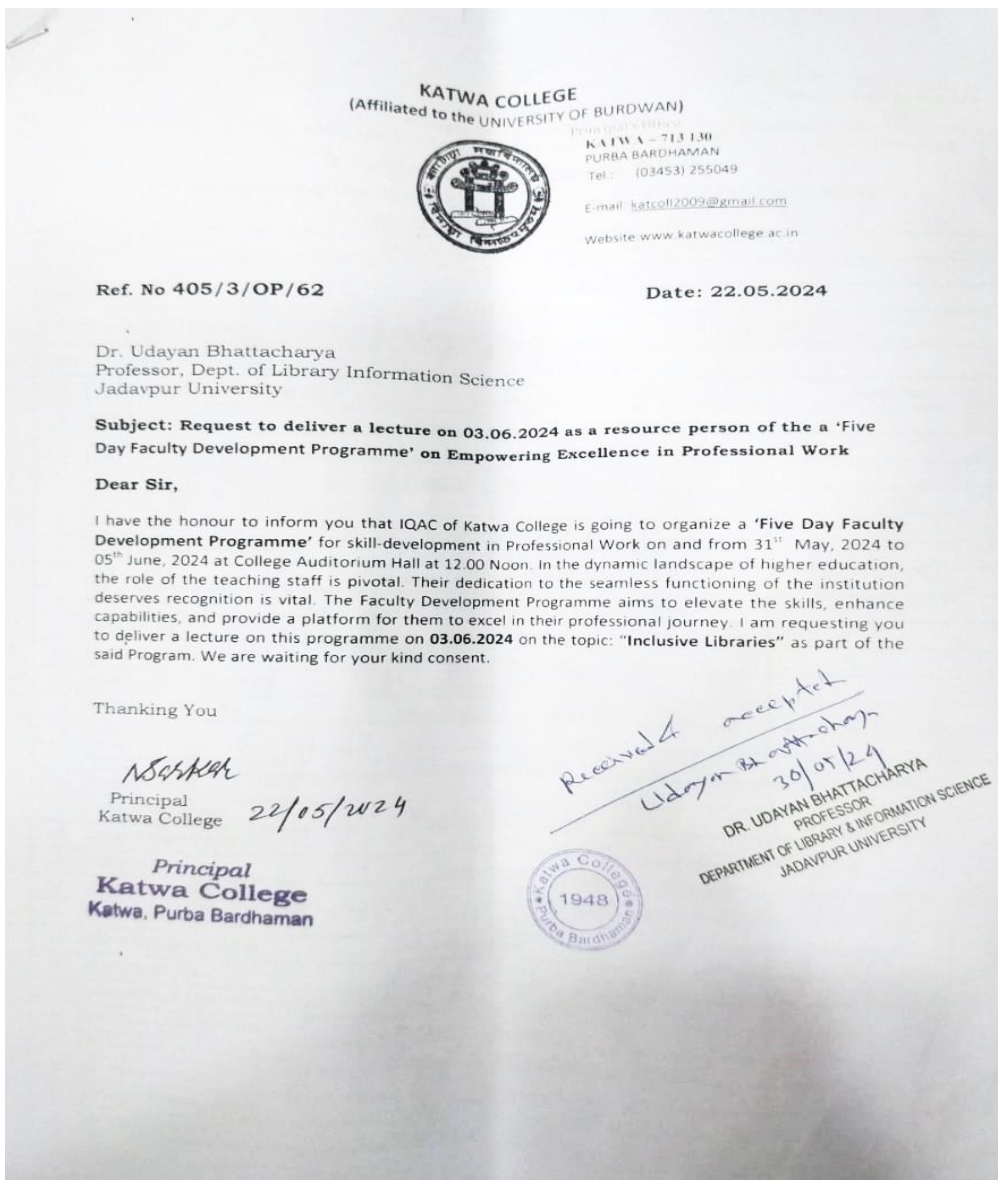 KATWA COLLEGE
(Affiliated to the UNIVERSITY OF BURDWAN)
Principal's Office
KATWA – 713 130
PURBA BARDHAMAN
Tel.: (03453) 255049
E-mail: katcoll2009@gmail.com
Website:www.katwacollege.ac.in
Ref. No 405/3/OP/62
Date: 22.05.2024
Dr. Udayan Bhattacharya
Professor, Dept. of Library Information Science
Jadavpur University
Subject: Request to deliver a lecture on 03.06.2024 as a resource person of the a 'Five
Day Faculty Development Programme' on Empowering Excellence in Professional Work
Dear Sir,
I have the honour to inform you that IQAC of Katwa College is going to organize a 'Five Day Faculty
Development Programme' for skill-development in Professional Work on and from 31st May, 2024 to
05th June, 2024 at College Auditorium Hall at 12.00 Noon. In the dynamic landscape of higher education,
the role of the teaching staff is pivotal. Their dedication to the seamless functioning of the institution
deserves recognition is vital. The Faculty Development Programme aims to elevate the skills, enhance
capabilities, and provide a platform for them to excel in their professional journey. I am requesting you
to deliver a lecture on this programme on 03.06.2024 on the topic: "Inclusive Libraries" as part of the
said Program. We are waiting for your kind consent.
Thanking You
Principal
Katwa College 22/05/2024
Principal
Katwa College
Katwa, Purba Bardhaman
Received & accepted
Udayan Bhattacharya
30/05/24
DR. UDAYAN BHATTACHARYA
PROFESSOR
DEPARTMENT OF LIBRARY & INFORMATION SCIENCE
JADAVPUR UNIVERSITY
Katwa College
1948
Purba Bardhaman